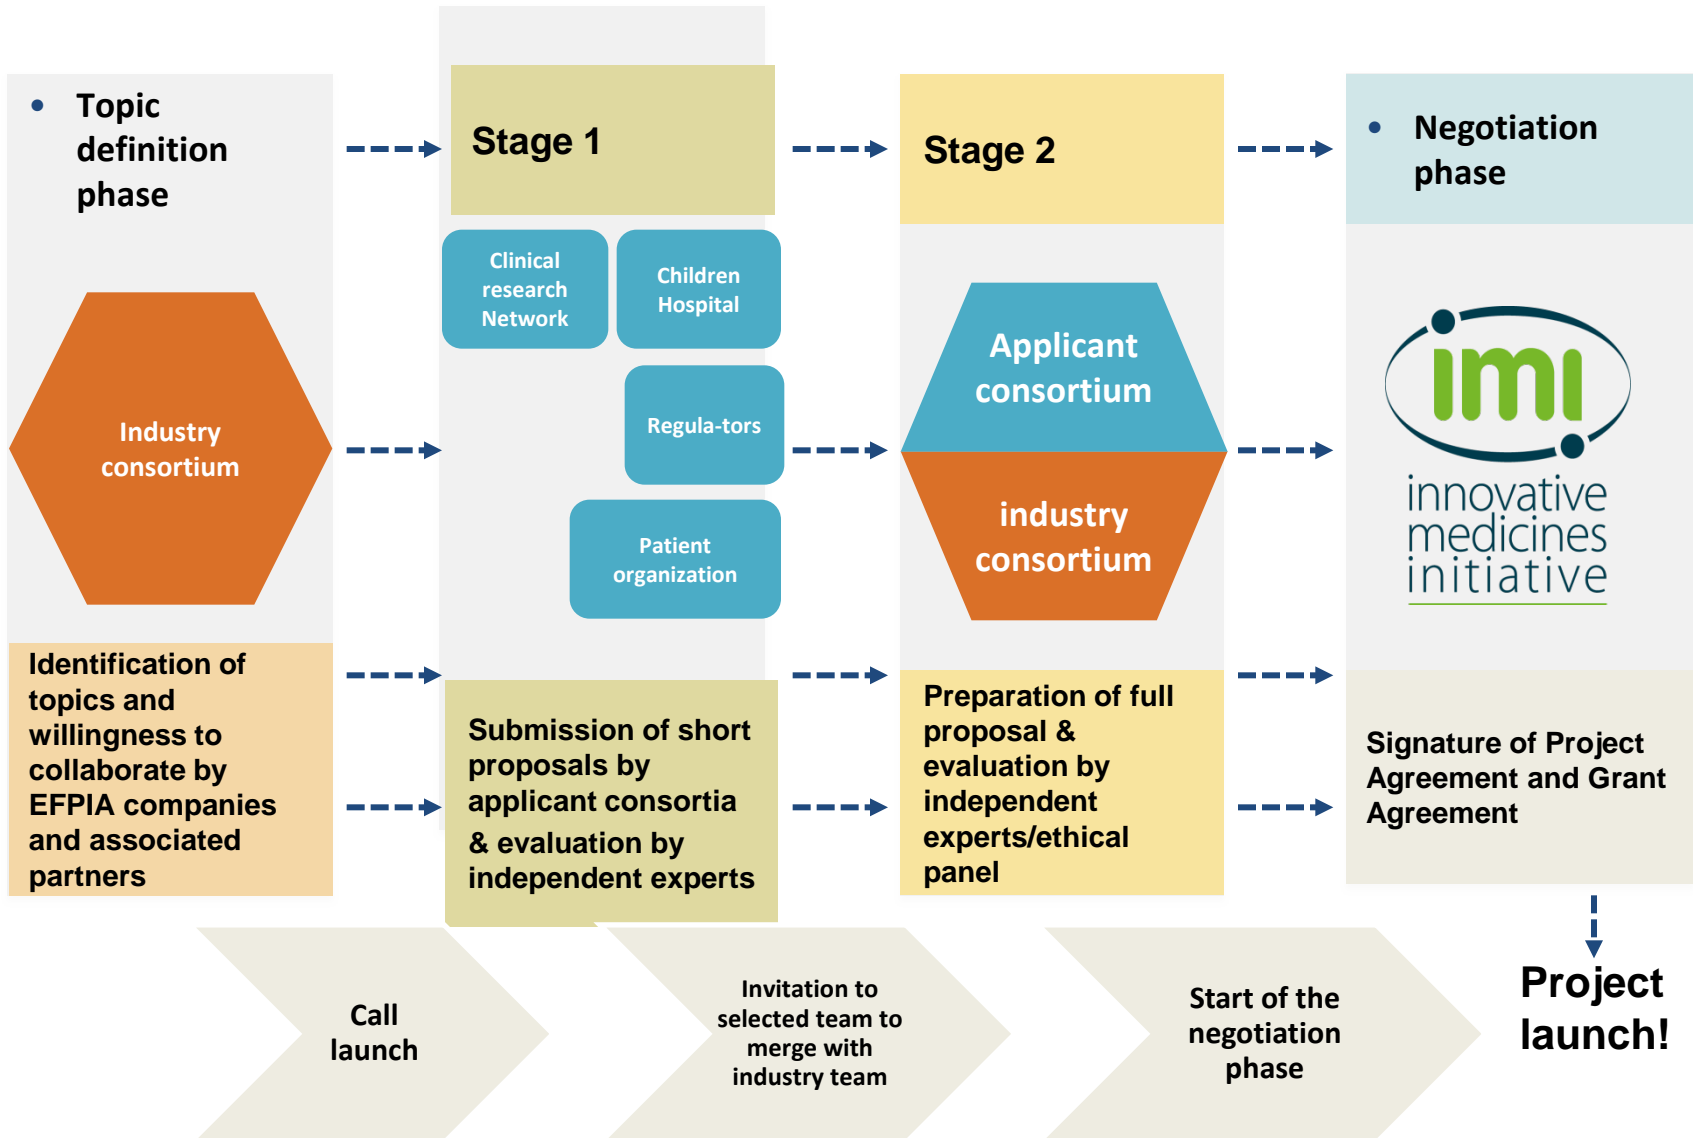 • Topic
definition
phase
Industry
consortium
Identification of
topics and
willingness to
collaborate by
EFPIA companies
and associated
partners
Stage 1
Clinical
research
Network
Children
Hospital
Regula-tors
Patient
organization
Submission of short
proposals by
applicant consortia
& evaluation by
independent experts
Stage 2
Applicant
consortium
industry
consortium
Preparation of full
proposal &
evaluation by
independent
experts/ethical
panel
• Negotiation
phase
imi
innovative
medicines
initiative
Signature of Project
Agreement and Grant
Agreement
Call
launch
Invitation to
selected team to
merge with
industry team
Start of the
negotiation
phase
Project
launch!